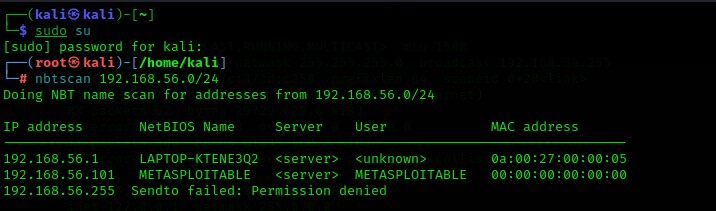 ┌──(kali㉿kali)-[~]
└─$ sudo su
[sudo] password for kali:
┌──(root㉿kali)-[/home/kali]
└─# nbtscan 192.168.56.0/24
Doing NBT name scan for addresses from 192.168.56.0/24
IP address NetBIOS Name Server User MAC address
192.168.56.1 LAPTOP-KTENE3Q2 <server> <unknown> 0a:00:27:00:00:05
192.168.56.101 METASPLOITABLE <server> METASPLOITABLE 00:00:00:00:00:00
192.168.56.255 Sendto failed: Permission denied